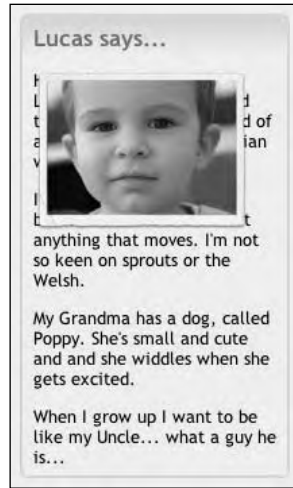 Lucas says...
of
anything that moves. I'm not
so keen on sprouts or the
Welsh.
My Grandma has a dog, called
Poppy. She's small and cute
and and she widdles when she
gets excited.
When I grow up I want to be
like my Uncle... what a guy he
is...